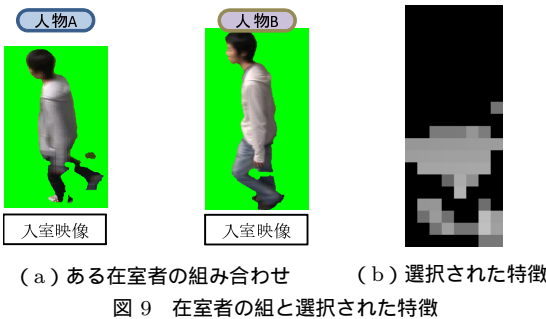 人物A
人物B
入室映像
入室映像
(a)ある在室者の組み合わせ
(b)選択された特徴
図 9 在室者の組と選択された特徴